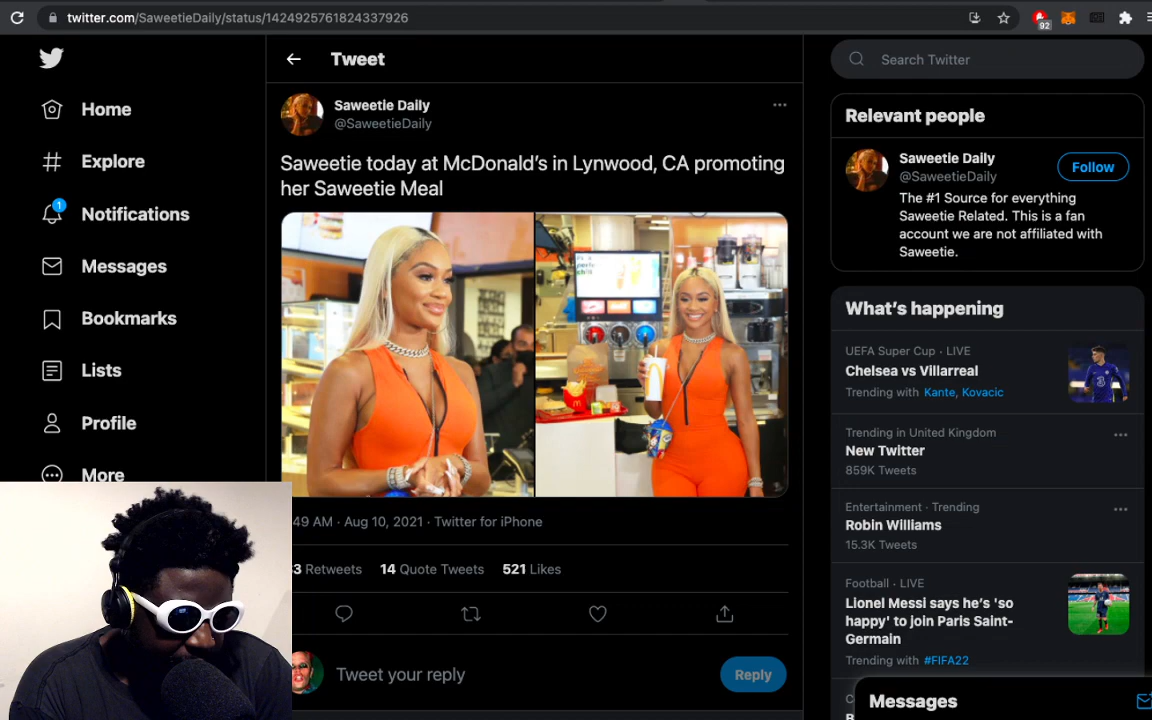 twitter.com/SaweetieDaily/status/1424925761824337926
92
Home
Explore
1
Notifications
Messages
Bookmarks
Lists
Profile
More
Tweet
Saweetie Daily
@SaweetieDaily
Saweetie today at McDonald’s in Lynwood, CA promoting
her Saweetie Meal
:49 AM · Aug 10, 2021 · Twitter for iPhone
3 Retweets 14 Quote Tweets 521 Likes
Tweet your reply
Reply
Search Twitter
Relevant people
Saweetie Daily
@SaweetieDaily
Follow
The #1 Source for everything
Saweetie Related. This is a fan
account we are not affiliated with
Saweetie.
What’s happening
UEFA Super Cup · LIVE
Chelsea vs Villarreal
Trending with Kante, Kovacic
Trending in United Kingdom
New Twitter
859K Tweets
Entertainment · Trending
Robin Williams
15.3K Tweets
Football · LIVE
Lionel Messi says he’s 'so
happy' to join Paris Saint-
Germain
Trending with #FIFA22
Messages